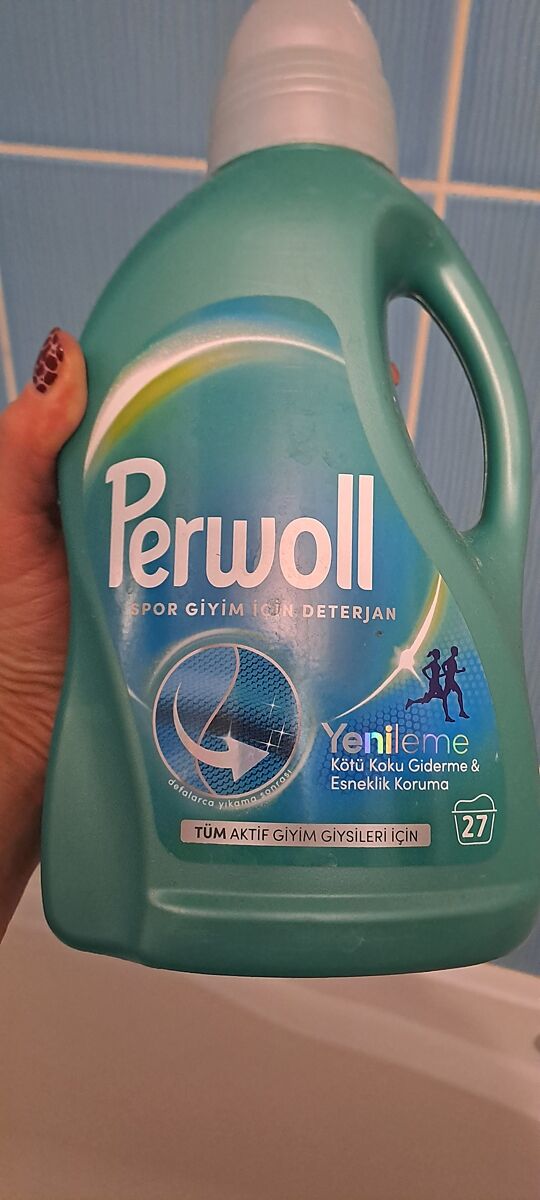 Perwoll
SPOR GİYİM İÇİN DETERJAN
defalarca yıkama sonrası
Yenileme
Kötü Koku Giderme &
Esneklik Koruma
27
TÜM AKTİF GİYİM GİYSİLERİ İÇİN